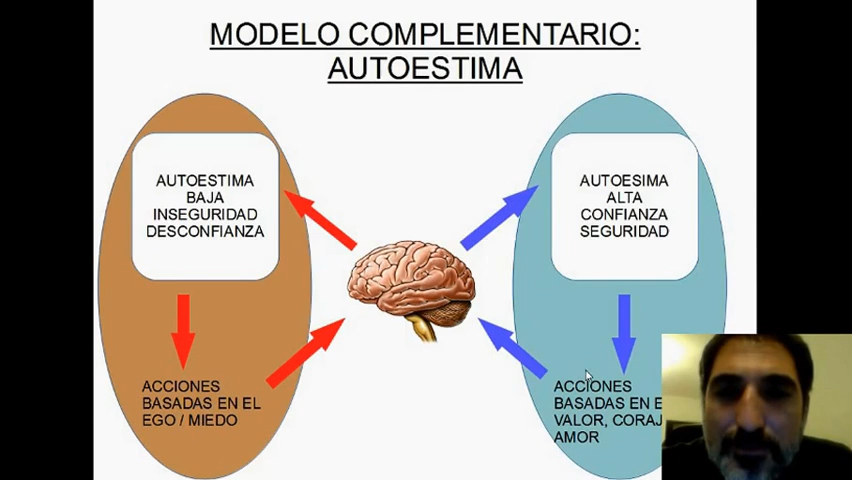 MODELO COMPLEMENTARIO:
AUTOESTIMA
AUTOESTIMA
BAJA
INSEGURIDAD
DESCONFIANZA
ACCIONES
BASADAS EN EL
EGO / MIEDO
AUTOESIMA
ALTA
CONFIANZA
SEGURIDAD
ACCIONES
BASADAS EN
VALOR,
AMOR